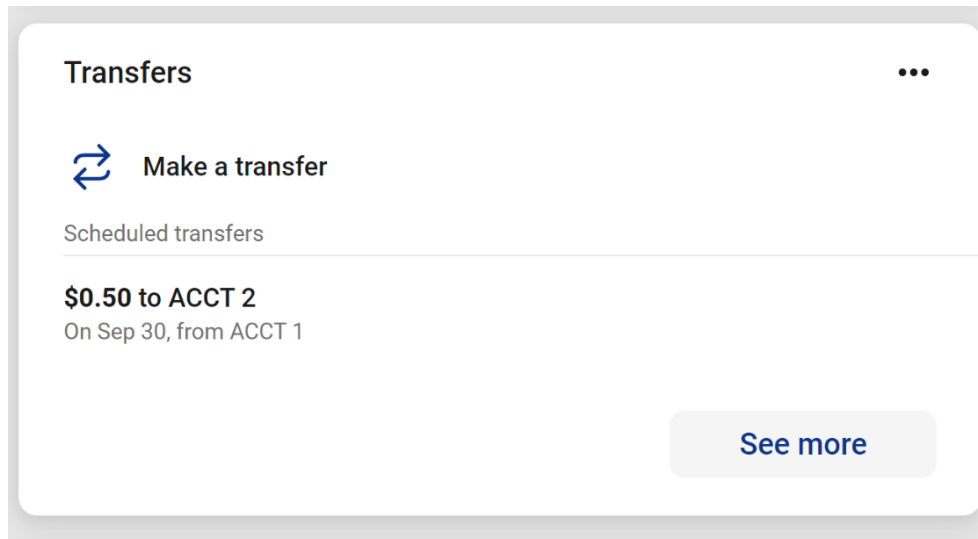 Transfers
Make a transfer
Scheduled transfers
$0.50 to ACCT 2
On Sep 30, from ACCT 1
See more